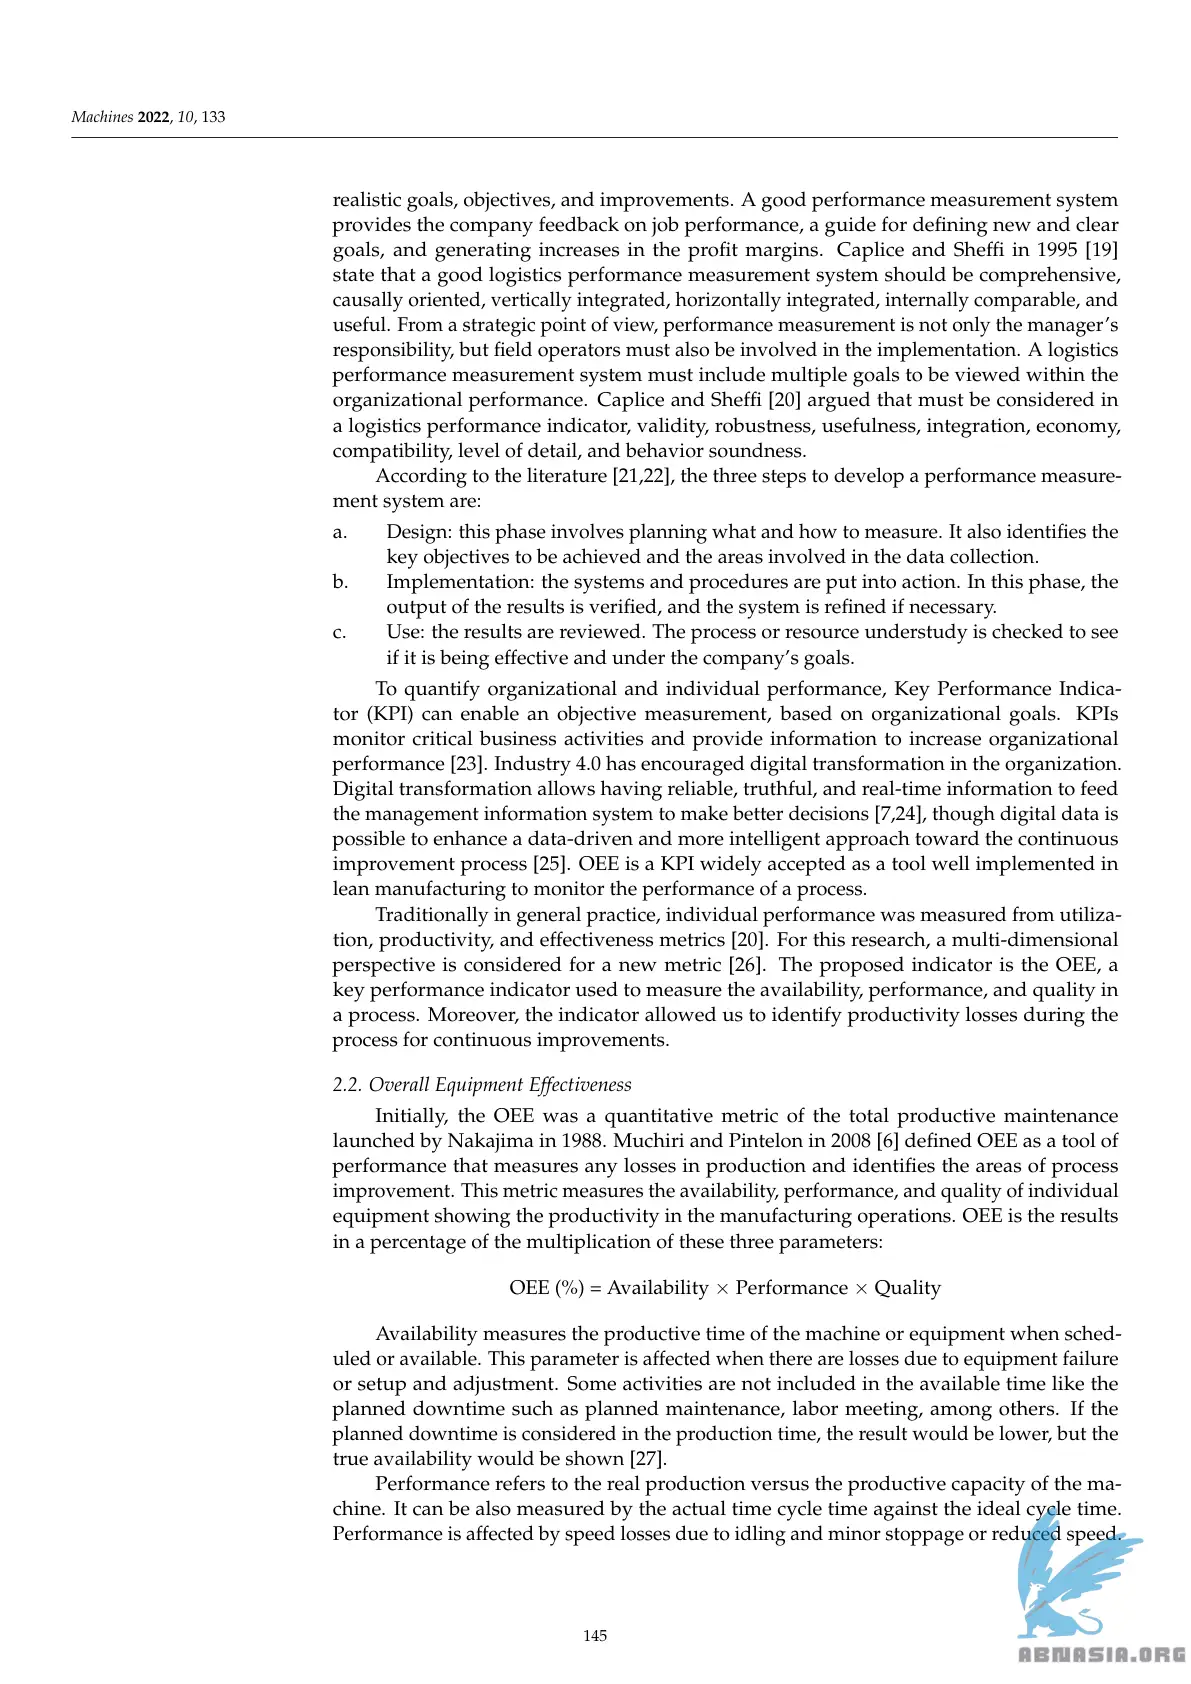 Machines 2022, 10, 133
realistic goals, objectives, and improvements. A good performance measurement system
provides the company feedback on job performance, a guide for defining new and clear
goals, and generating increases in the profit margins. Caplice and Sheffi in 1995 [19]
state that a good logistics performance measurement system should be comprehensive,
causally oriented, vertically integrated, horizontally integrated, internally comparable, and
useful. From a strategic point of view, performance measurement is not only the manager's
responsibility, but field operators must also be involved in the implementation. A logistics
performance measurement system must include multiple goals to be viewed within the
organizational performance. Caplice and Sheffi [20] argued that must be considered in
a logistics performance indicator, validity, robustness, usefulness, integration, economy,
compatibility, level of detail, and behavior soundness.
According to the literature [21,22], the three steps to develop a performance measure-
ment system are:
a. Design: this phase involves planning what and how to measure. It also identifies the
key objectives to be achieved and the areas involved in the data collection.
b. Implementation: the systems and procedures are put into action. In this phase, the
output of the results is verified, and the system is refined if necessary.
c. Use: the results are reviewed. The process or resource understudy is checked to see
if it is being effective and under the company's goals.
To quantify organizational and individual performance, Key Performance Indica-
tor (KPI) can enable an objective measurement, based on organizational goals. KPIs
monitor critical business activities and provide information to increase organizational
performance [23]. Industry 4.0 has encouraged digital transformation in the organization.
Digital transformation allows having reliable, truthful, and real-time information to feed
the management information system to make better decisions [7,24], though digital data is
possible to enhance a data-driven and more intelligent approach toward the continuous
improvement process [25]. OEE is a KPI widely accepted as a tool well implemented in
lean manufacturing to monitor the performance of a process.
Traditionally in general practice, individual performance was measured from utiliza-
tion, productivity, and effectiveness metrics [20]. For this research, a multi-dimensional
perspective is considered for a new metric [26]. The proposed indicator is the OEE, a
key performance indicator used to measure the availability, performance, and quality in
a process. Moreover, the indicator allowed us to identify productivity losses during the
process for continuous improvements.
2.2. Overall Equipment Effectiveness
Initially, the OEE was a quantitative metric of the total productive maintenance
launched by Nakajima in 1988. Muchiri and Pintelon in 2008 [6] defined OEE as a tool of
performance that measures any losses in production and identifies the areas of process
improvement. This metric measures the availability, performance, and quality of individual
equipment showing the productivity in the manufacturing operations. OEE is the results
in a percentage of the multiplication of these three parameters:
OEE (%) = Availability × Performance × Quality
Availability measures the productive time of the machine or equipment when sched-
uled or available. This parameter is affected when there are losses due to equipment failure
or setup and adjustment. Some activities are not included in the available time like the
planned downtime such as planned maintenance, labor meeting, among others. If the
planned downtime is considered in the production time, the result would be lower, but the
true availability would be shown [27].
Performance refers to the real production versus the productive capacity of the ma-
chine. It can be also measured by the actual time cycle time against the ideal cycle time.
Performance is affected by speed losses due to idling and minor stoppage or reduced speed.
145
ABNASIA.ORG